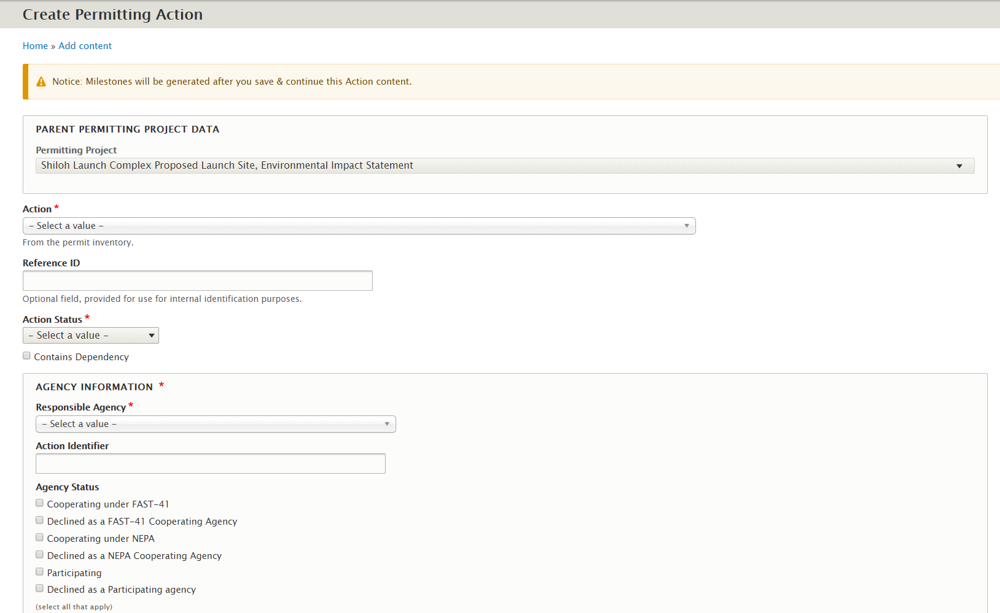 Create Permitting Action
Home » Add content
Notice: Milestones will be generated after you save & continue this Action content.
PARENT PERMITTING PROJECT DATA
Permitting Project
Shiloh Launch Complex Proposed Launch Site, Environmental Impact Statement
Action *
– Select a value –
From the permit inventory.
Reference ID
Optional field, provided for use for internal identification purposes.
Action Status *
– Select a value –
Contains Dependency
AGENCY INFORMATION *
Responsible Agency *
– Select a value –
Action Identifier
Agency Status
Cooperating under FAST–41
Declined as a FAST–41 Cooperating Agency
Cooperating under NEPA
Declined as a NEPA Cooperating Agency
Participating
Declined as a Participating agency
(select all that apply)